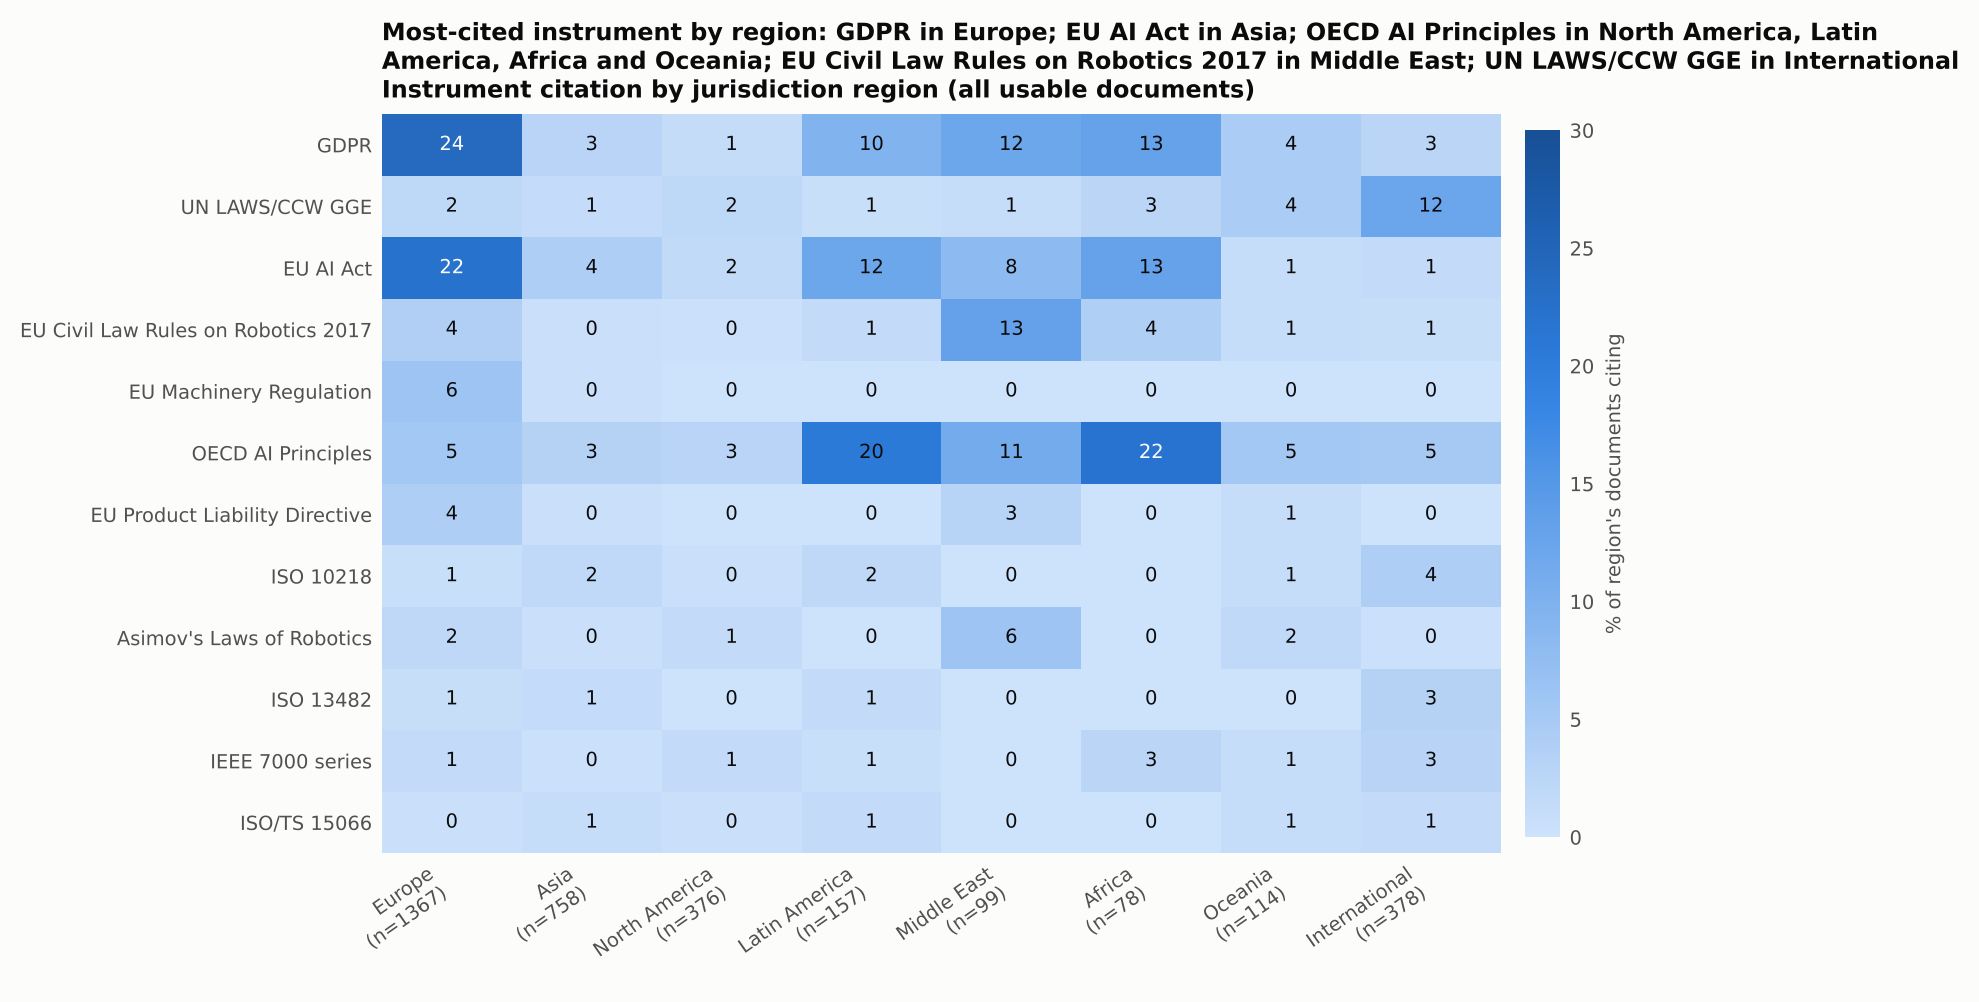 Most-cited instrument by region: GDPR in Europe; EU AI Act in Asia; OECD AI Principles in North America, Latin
America, Africa and Oceania; EU Civil Law Rules on Robotics 2017 in Middle East; UN LAWS/CCW GGE in International
Instrument citation by jurisdiction region (all usable documents)
GDPR 24 3 1 10 12 13 4 3
UN LAWS/CCW GGE 2 1 2 1 1 3 4 12
EU AI Act 22 4 2 12 8 13 1 1
EU Civil Law Rules on Robotics 2017 4 0 0 1 13 4 1 1
EU Machinery Regulation 6 0 0 0 0 0 0 0
OECD AI Principles 5 3 3 20 11 22 5 5
EU Product Liability Directive 4 0 0 0 3 0 1 0
ISO 10218 1 2 0 2 0 0 1 4
Asimov's Laws of Robotics 2 0 1 0 6 0 2 0
ISO 13482 1 1 0 1 0 0 0 3
IEEE 7000 series 1 0 1 1 0 3 1 3
ISO/TS 15066 0 1 0 1 0 0 1 1
Europe
(n=1367)
Asia
(n=758)
North America
(n=376)
Latin America
(n=157)
Middle East
(n=99)
Africa
(n=78)
Oceania
(n=114)
International
(n=378)
30
25
20
15
10
5
0
% of region's documents citing